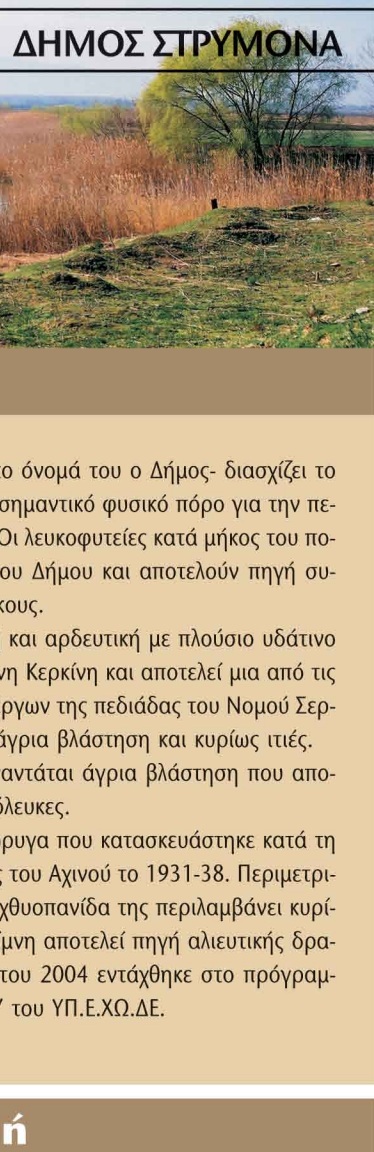 ΔΗΜΟΣ ΣΤΡΥΜΟΝΑ
το όνομά του ο Δήμος- διασχίζει το
σημαντικό φυσικό πόρο για την πε-
Οι λευκοφυτείες κατά μήκος του πο-
ου Δήμου και αποτελούν πηγή συ-
κους.
και αρδευτική με πλούσιο υδάτινο
νη Κερκίνη και αποτελεί μια από τις
έργων της πεδιάδας του Νομού Σερ-
άγρια βλάστηση και κυρίως ιτιές.
αντάται άγρια βλάστηση που απο-
όλευκες.
ρυγα που κατασκευάστηκε κατά τη
ς του Αχινού το 1931-38. Περιμετρι-
χθυοπανίδα της περιλαμβάνει κυρί-
ίμνη αποτελεί πηγή αλιευτικής δρα-
του 2004 εντάχθηκε στο πρόγραμ-
του ΥΠ.Ε.ΧΩ.ΔΕ.
ή